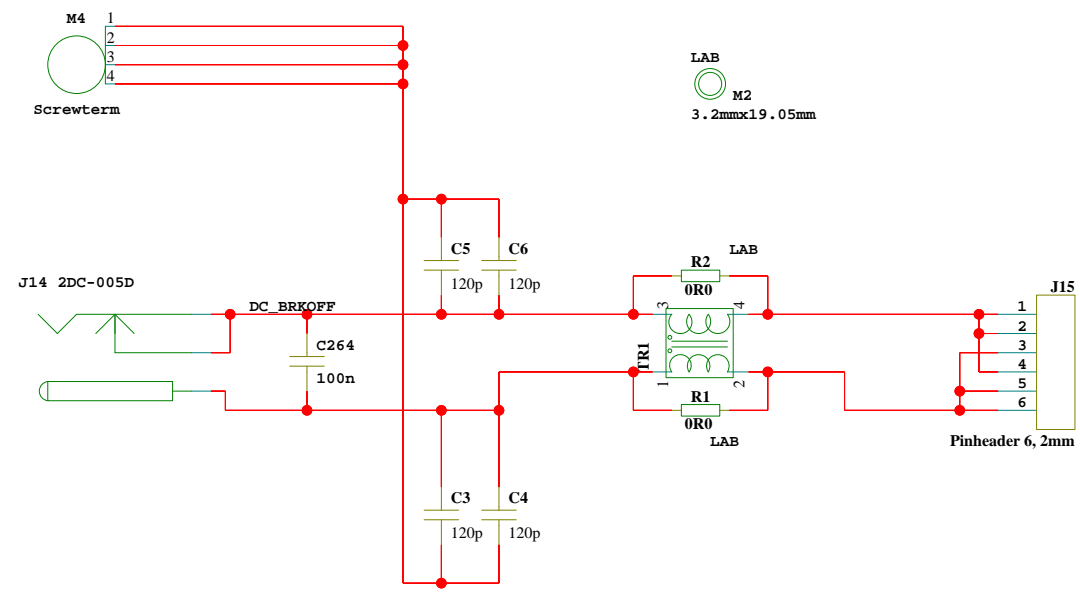 M4
1
2
3
4
Screwterm
LAB
M2
3.2mmx19.05mm
C5
120p
C6
120p
J14 2DC-005D
DC_BRKOFF
C264
100n
LAB
R2
0R0
3
4
TR1
1
2
R1
0R0
LAB
J15
1
2
3
4
5
6
Pinheader 6, 2mm
C3
120p
C4
120p